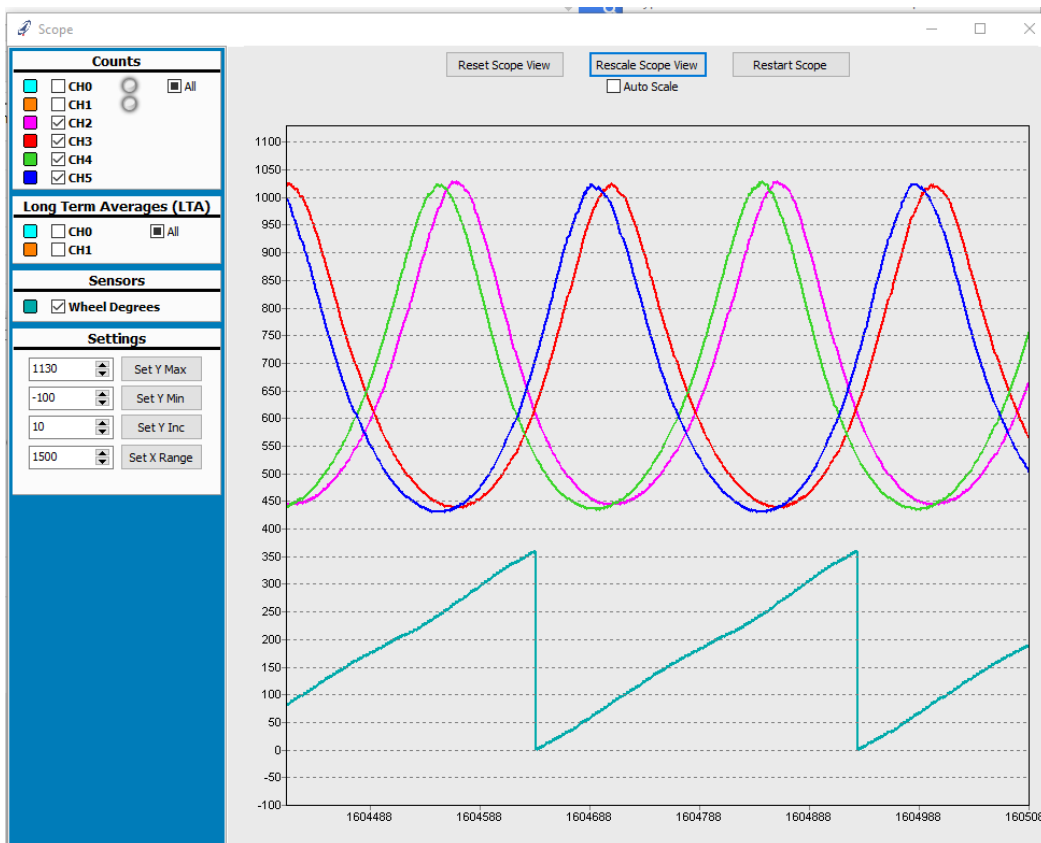 Scope
Counts
CH0 All
CH1
CH2
CH3
CH4
CH5
Long Term Averages (LTA)
CH0 All
CH1
Sensors
Wheel Degrees
Settings
1130 Set Y Max
-100 Set Y Min
10 Set Y Inc
1500 Set X Range
Reset Scope View Rescale Scope View Restart Scope
Auto Scale
1100
1050
1000
950
900
850
800
750
700
650
600
550
500
450
400
350
300
250
200
150
100
50
0
-50
-100
1604488 1604588 1604688 1604788 1604888 1604988 160508